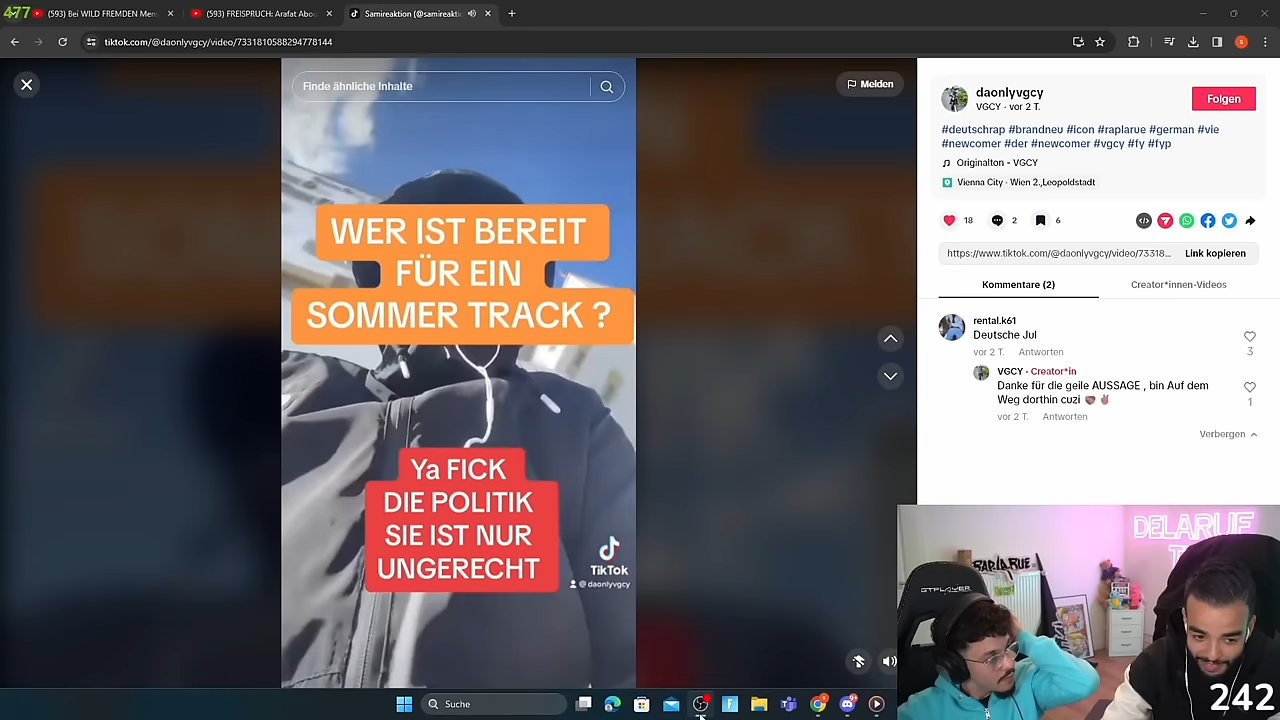 477
(593) Bei WILD FREMDEN Men
(593) FREISPRUCH: Arafat Abou
Samireaktion (@samireakti
tiktok.com/@daonlyvgcy/video/7331810588294778144
Finde ähnliche Inhalte
Melden
WER IST BEREIT
FÜR EIN
SOMMER TRACK ?
Ya FICK
DIE POLITIK
SIE IST NUR
UNGERECHT
TikTok
@daonlyvgcy
daonlyvgcy
VGCY · vor 2 T.
Folgen
#deutschrap #brandneu #icon #raplarue #german #vie
#newcomer #der #newcomer #vgcy #fy #fyp
Originalton - VGCY
Vienna City · Wien 2.,Leopoldstadt
18
2
6
https://www.tiktok.com/@daonlyvgcy/video/73318...
Link kopieren
Kommentare (2)
Creator*innen-Videos
rental.k61
Deutsche Jul
vor 2 T. Antworten
3
VGCY · Creator*in
Danke für die geile AUSSAGE , bin Auf dem
Weg dorthin cuzi
1
vor 2 T. Antworten
Verbergen
DELARUE
RAPLARUE
GTPLAYER
242
Suche